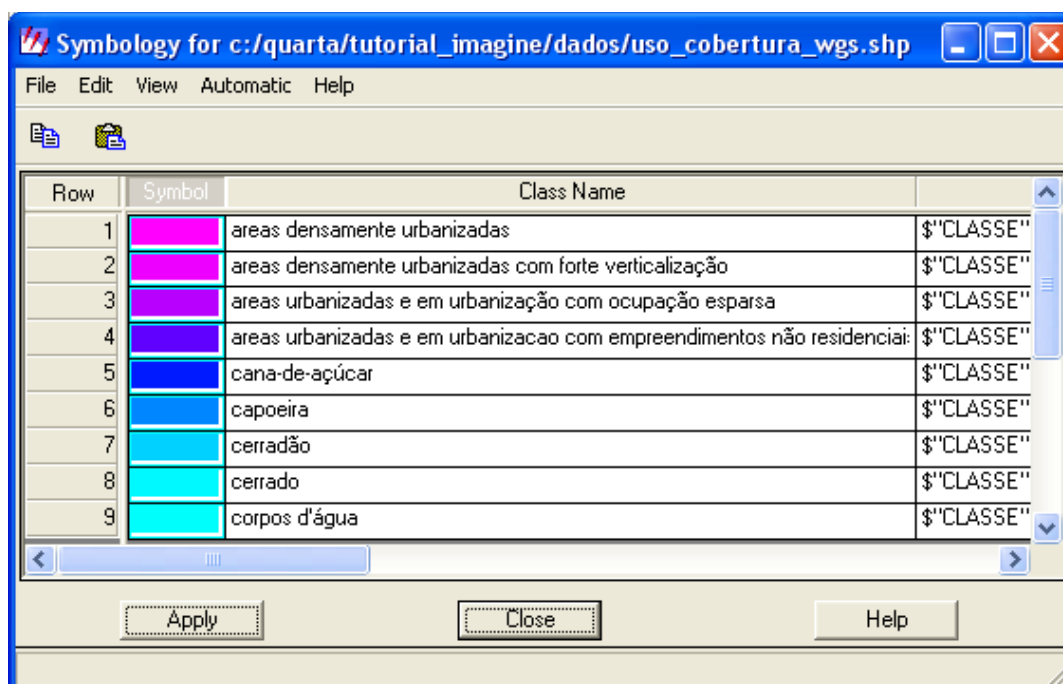 Symbology for c:/quarta/tutorial_imagine/dados/uso_cobertura_wgs.shp
File Edit View Automatic Help
Row Symbol Class Name
1 areas densamente urbanizadas $"CLASSE"
2 areas densamente urbanizadas com forte verticalização $"CLASSE"
3 areas urbanizadas e em urbanização com ocupação esparsa $"CLASSE"
4 areas urbanizadas e em urbanizacao com empreendimentos não residenciai $"CLASSE"
5 cana-de-açúcar $"CLASSE"
6 capoeira $"CLASSE"
7 cerradão $"CLASSE"
8 cerrado $"CLASSE"
9 corpos d'água $"CLASSE"
Apply Close Help